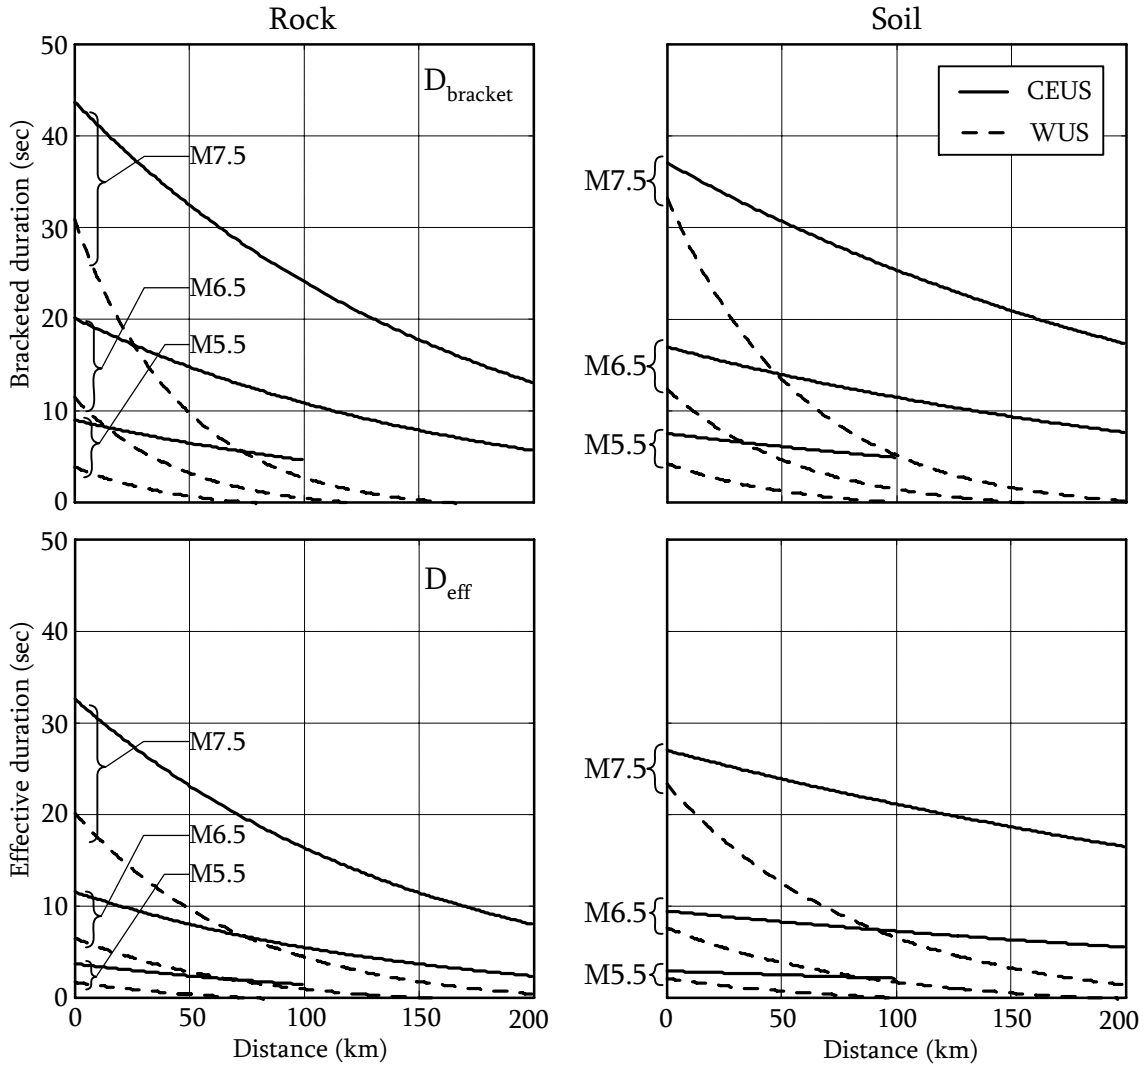 Rock
Soil
50
40
30
20
10
0
Bracketed duration (sec)
D_bracket
M7.5
M6.5
M5.5
CEUS
WUS
M7.5
M6.5
M5.5
50
40
30
20
10
0
Effective duration (sec)
D_eff
M7.5
M6.5
M5.5
M7.5
M6.5
M5.5
0 50 100 150 200
Distance (km)
0 50 100 150 200
Distance (km)